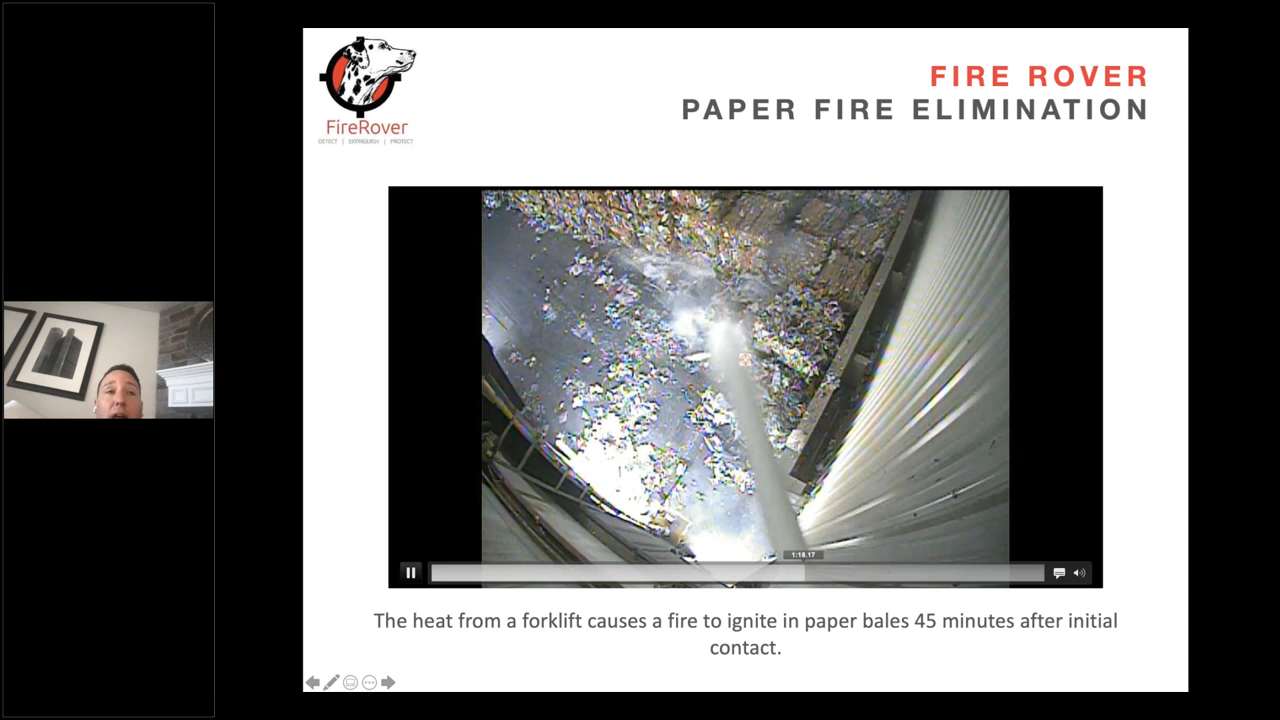 FireRover
DETECT | EXTINGUISH | PROTECT
FIRE ROVER
PAPER FIRE ELIMINATION
1:18.17
The heat from a forklift causes a fire to ignite in paper bales 45 minutes after initial
contact.